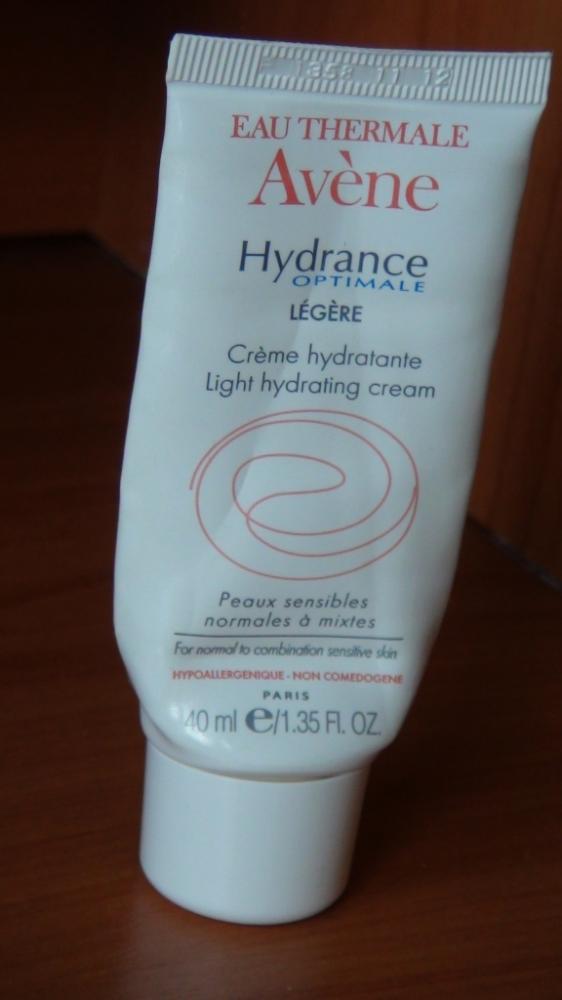 EAU THERMALE
Avène
Hydrance
OPTIMALE
LÉGÈRE
Crème hydratante
Light hydrating cream
Peaux sensibles
normales à mixtes
For normal to combination sensitive skin
HYPOALLERGENIQUE - NON COMEDOGENE
PARIS
40 ml e/1.35 Fl. OZ.